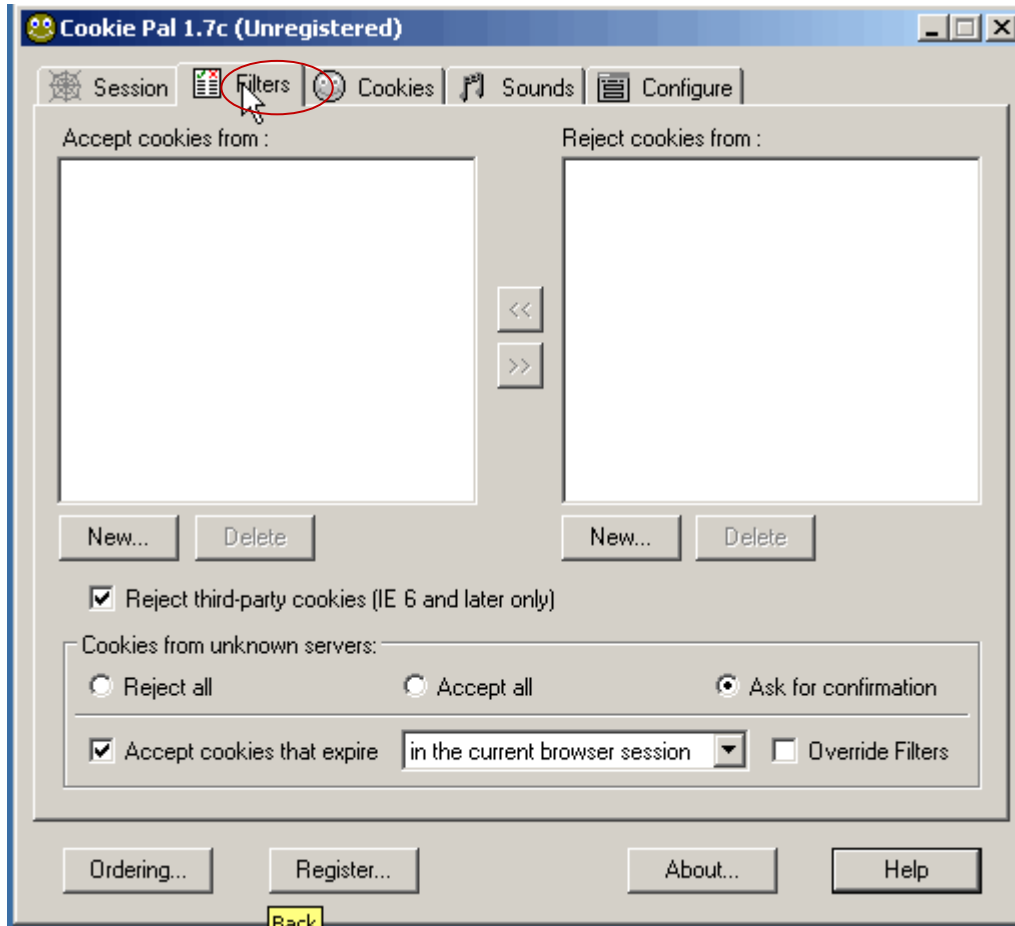 Cookie Pal 1.7c (Unregistered)
Session Filters Cookies Sounds Configure
Accept cookies from : Reject cookies from :
<<
>>
New... Delete New... Delete
Reject third-party cookies (IE 6 and later only)
Cookies from unknown servers:
Reject all Accept all Ask for confirmation
Accept cookies that expire in the current browser session Override Filters
Ordering... Register... About... Help
Back